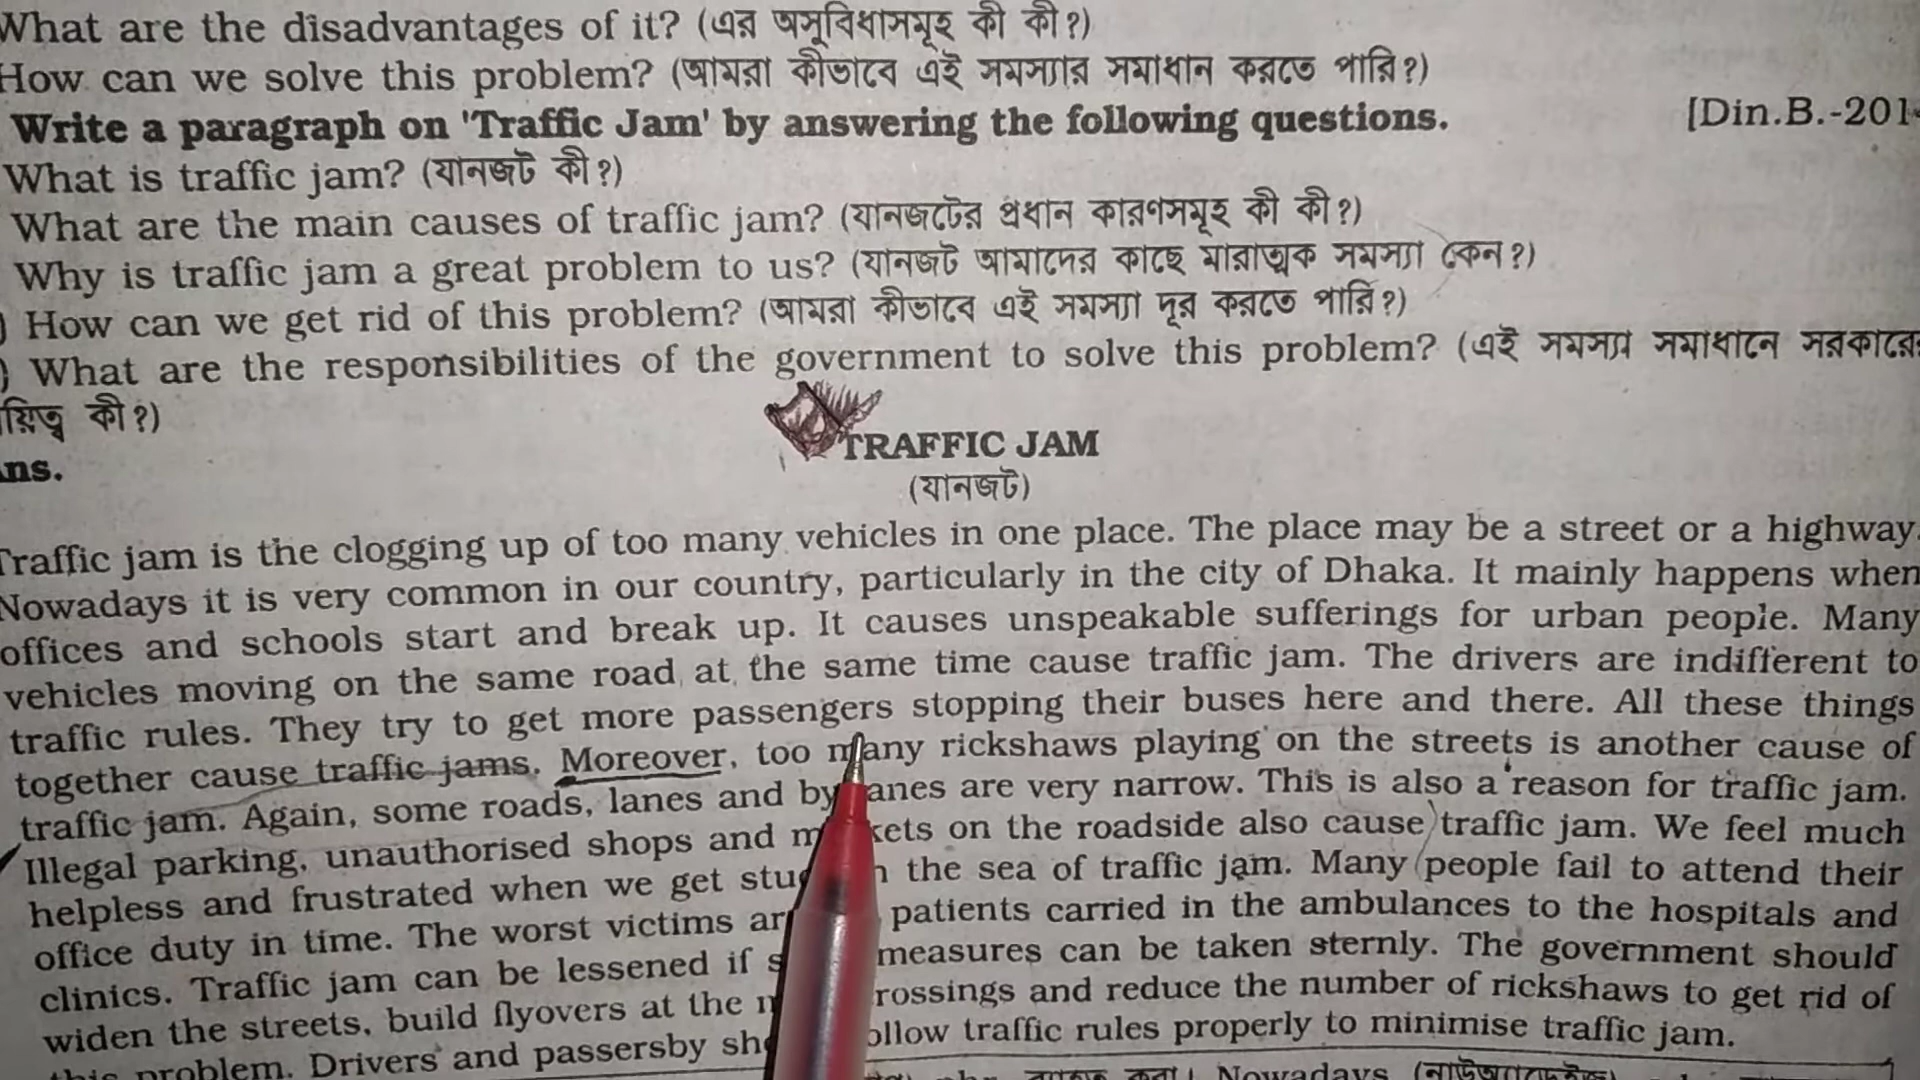 What are the disadvantages of it? (এর অসুবিধাসমূহ কী কী?)
How can we solve this problem? (আমরা কীভাবে এই সমস্যার সমাধান করতে পারি?)
Write a paragraph on 'Traffic Jam' by answering the following questions. [Din.B.-201
What is traffic jam? (যানজট কী?)
What are the main causes of traffic jam? (যানজটের প্রধান কারণসমূহ কী কী?)
Why is traffic jam a great problem to us? (যানজট আমাদের কাছে মারাত্মক সমস্যা কেন?)
) How can we get rid of this problem? (আমরা কীভাবে এই সমস্যা দূর করতে পারি?)
) What are the responsibilities of the government to solve this problem? (এই সমস্যা সমাধানে সরকারের
য়িত্ব কী?)
ns.
TRAFFIC JAM
(যানজট)
Traffic jam is the clogging up of too many vehicles in one place. The place may be a street or a highway.
Nowadays it is very common in our country, particularly in the city of Dhaka. It mainly happens when
offices and schools start and break up. It causes unspeakable sufferings for urban people. Many
vehicles moving on the same road at the same time cause traffic jam. The drivers are indifferent to
traffic rules. They try to get more passengers stopping their buses here and there. All these things
together cause traffic jams. Moreover, too many rickshaws playing on the streets is another cause of
traffic jam. Again, some roads, lanes and by anes are very narrow. This is also a reason for traffic jam.
Illegal parking, unauthorised shops and m kets on the roadside also cause traffic jam. We feel much
helpless and frustrated when we get stu n the sea of traffic jam. Many people fail to attend their
office duty in time. The worst victims ar patients carried in the ambulances to the hospitals and
clinics. Traffic jam can be lessened if s measures can be taken sternly. The government should
widen the streets, build flyovers at the rossings and reduce the number of rickshaws to get rid of
this problem. Drivers and passersby sh ollow traffic rules properly to minimise traffic jam.
Nowadays